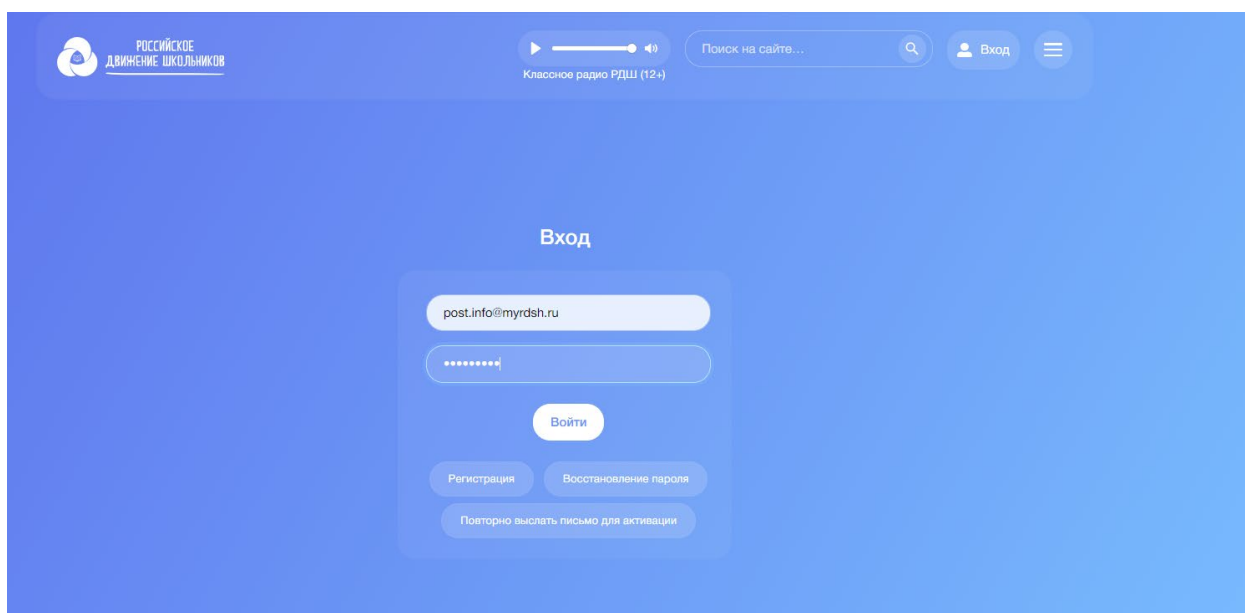 РОССИЙСКОЕ
ДВИЖЕНИЕ ШКОЛЬНИКОВ
Классное радио РДШ (12+)
Поиск на сайте...
Вход
Вход
post.info@myrdsh.ru
•••••••••
Войти
Регистрация
Восстановление пароля
Повторно выслать письмо для активации